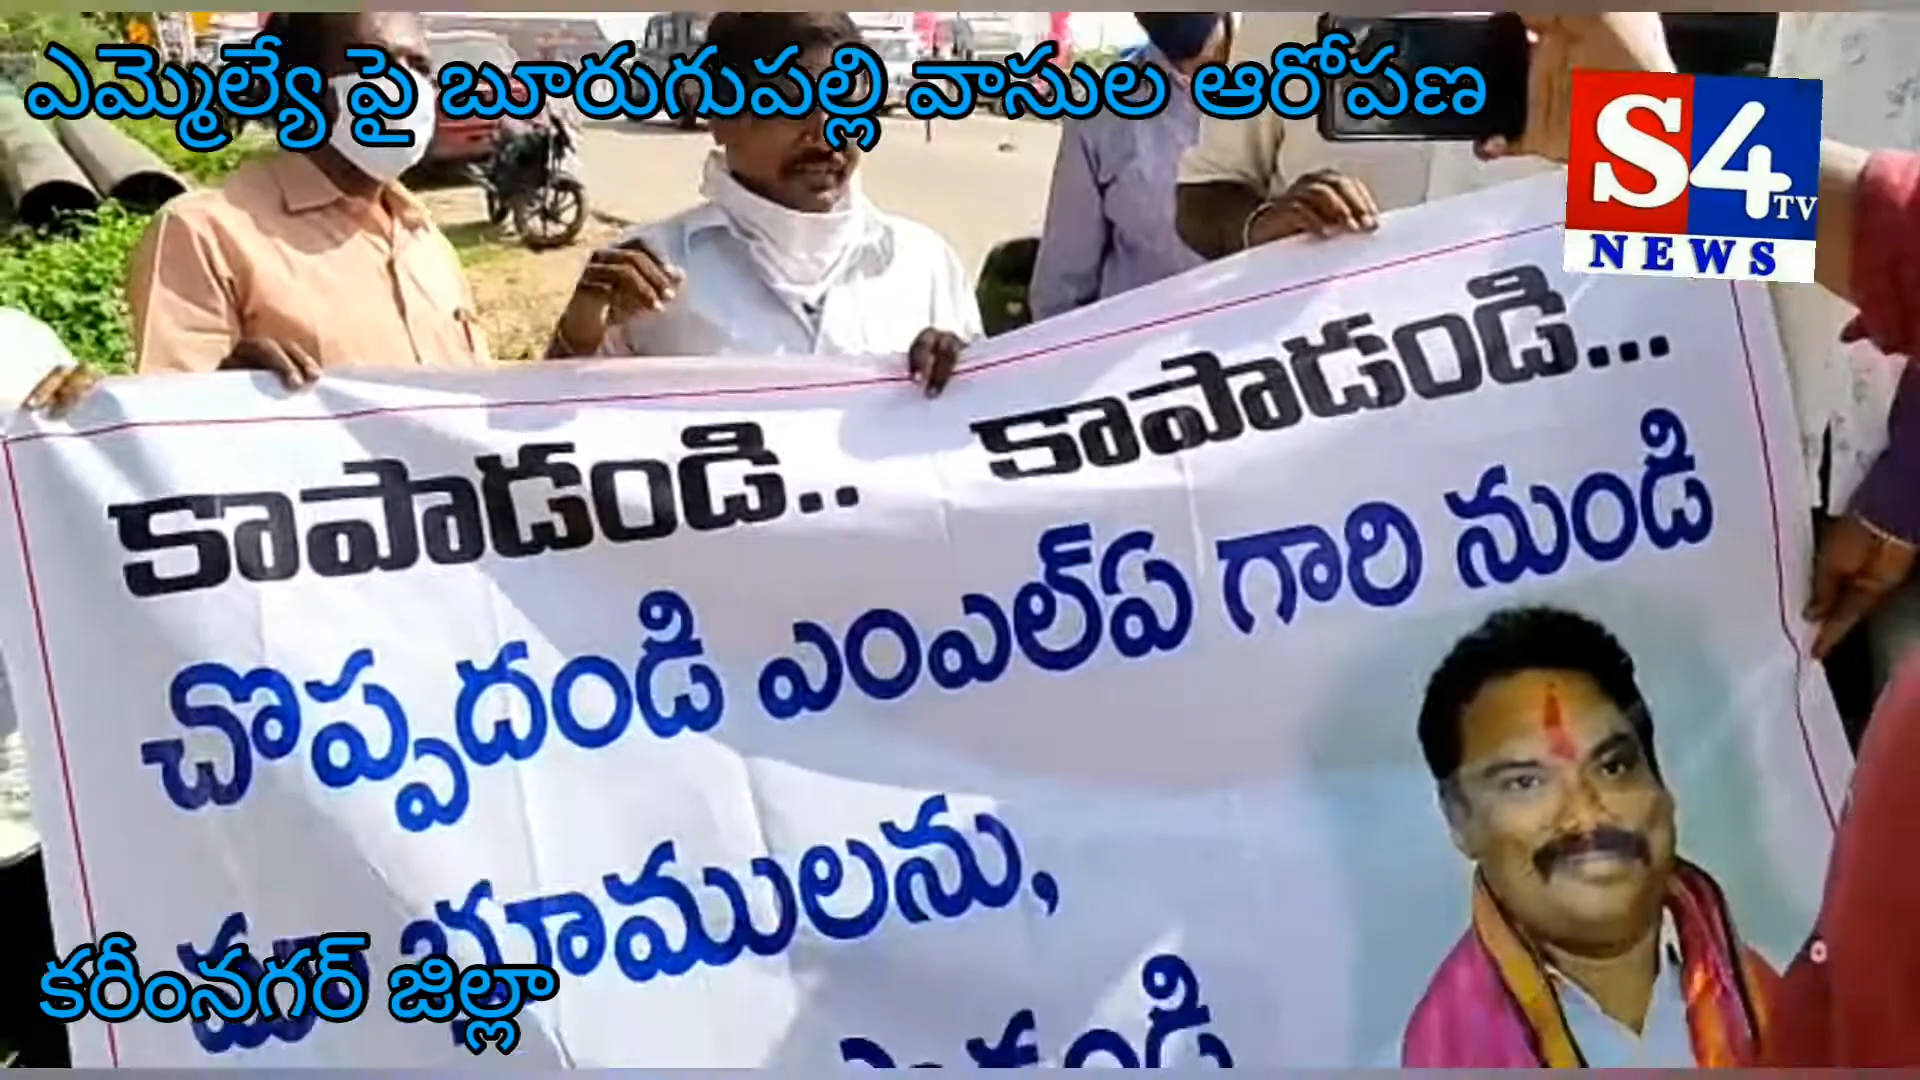 ఎమ్మెల్యే పై బూరుగుపల్లి వాసుల ఆరోపణ
S4
TV
NEWS
కాపాడండి.. కాపాడండి...
చొప్పదండి ఎంఎల్ఏ గారి నుండి
మా భూములను,
కరీంనగర్ జిల్లా